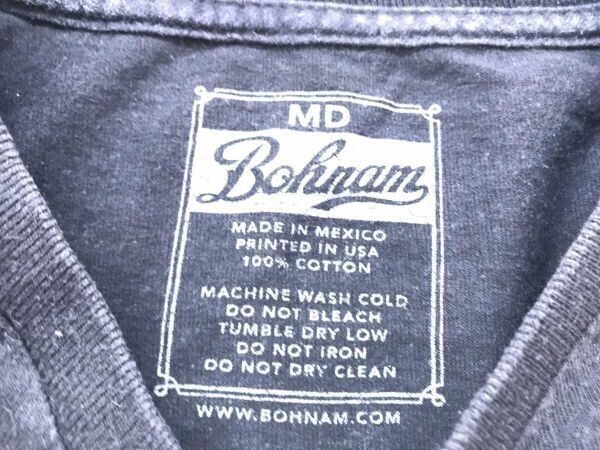 MD
Bohnam
MADE IN MEXICO
PRINTED IN USA
100% COTTON
MACHINE WASH COLD
DO NOT BLEACH
TUMBLE DRY LOW
DO NOT IRON
DO NOT DRY CLEAN
WWW.BOHNAM.COM